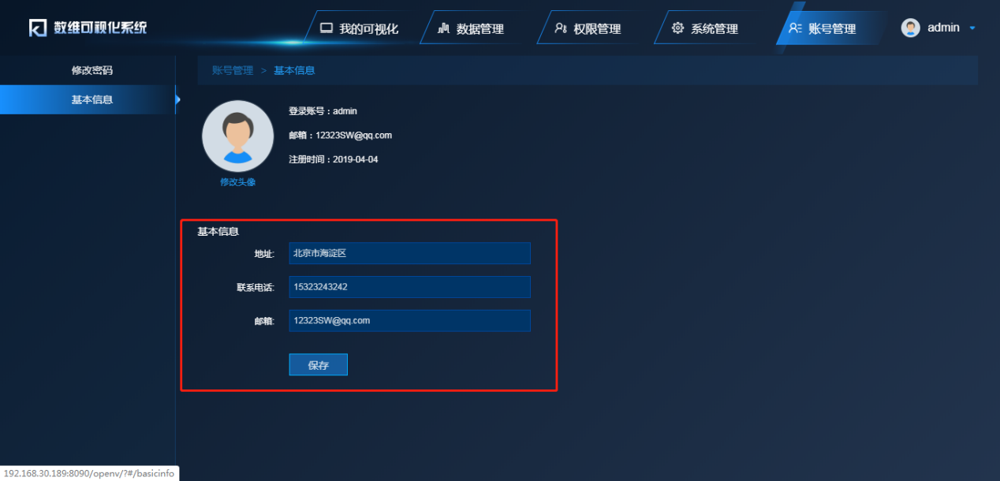 数维可视化系统
我的可视化
数据管理
权限管理
系统管理
账号管理
admin
修改密码
基本信息
账号管理 > 基本信息
登录账号：admin
邮箱：12323SW@qq.com
注册时间：2019-04-04
修改头像
基本信息
地址: 北京市海淀区
联系电话: 15323243242
邮箱: 12323SW@qq.com
保存
192.168.30.189:8090/openv/?#/basicinfo